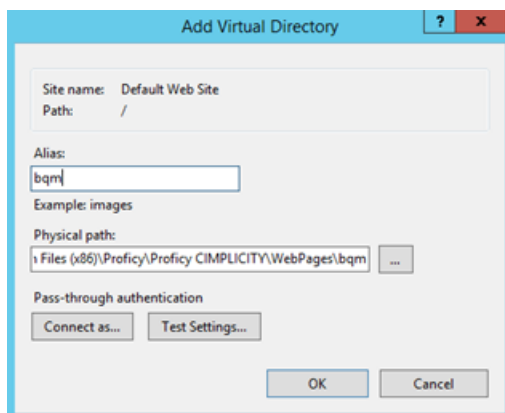 Add Virtual Directory
? x
Site name: Default Web Site
Path: /
Alias:
bqm
Example: images
Physical path:
Files (x86)\Proficy\Proficy CIMPLICITY\WebPages\bqm ...
Pass-through authentication
Connect as... Test Settings...
OK Cancel